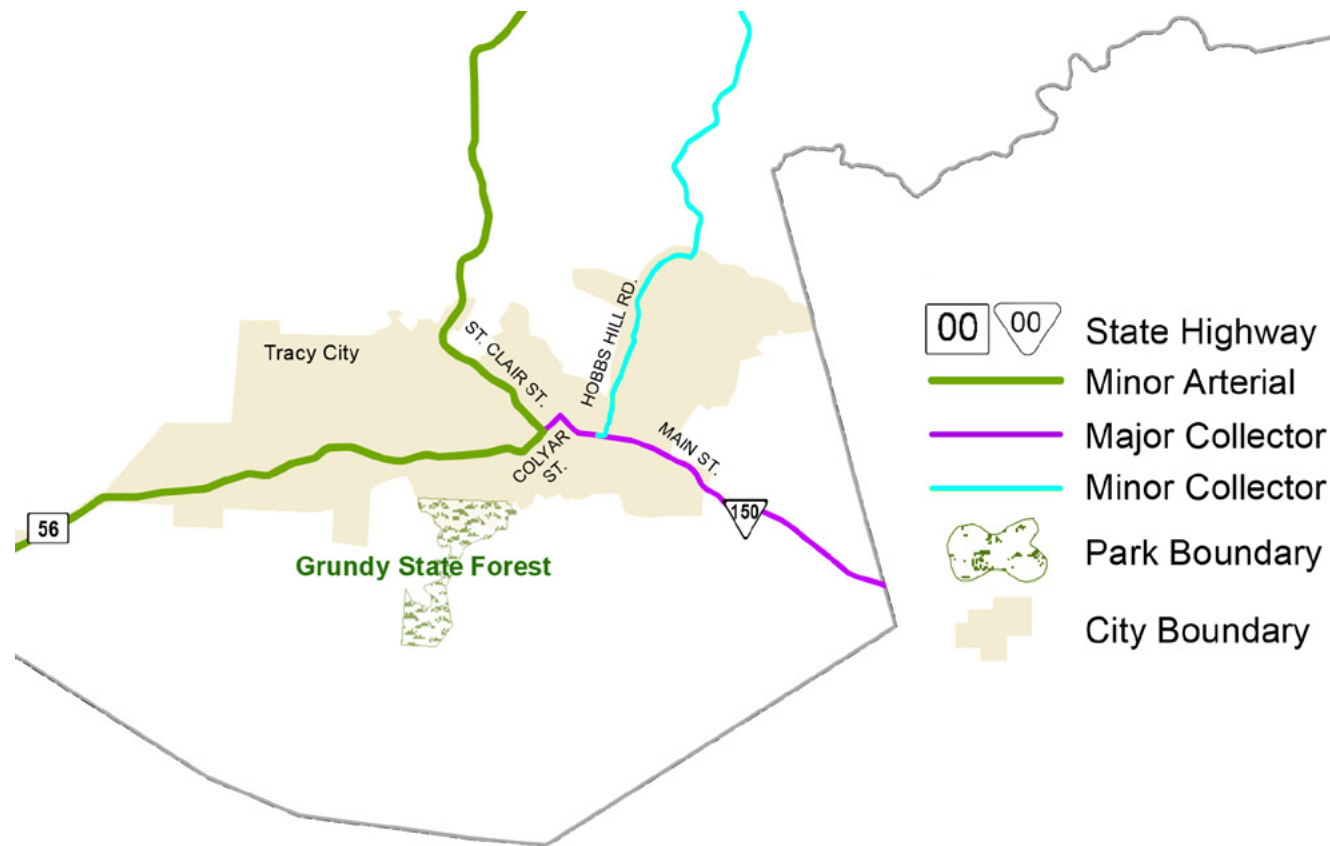 Tracy City
ST. CLAIR ST.
HOBBS HILL RD.
COLYAR
ST.
MAIN ST.
56
150
Grundy State Forest
00
00
State Highway
Minor Arterial
Major Collector
Minor Collector
Park Boundary
City Boundary